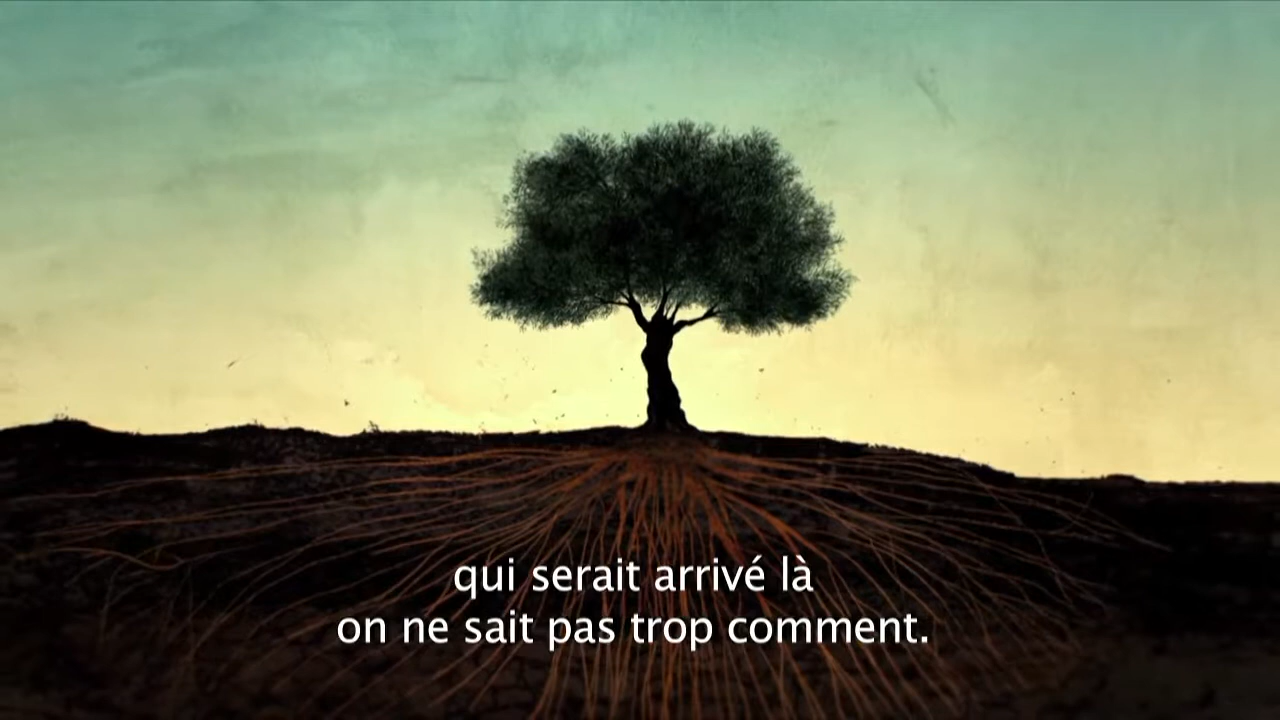 qui serait arrivé là
on ne sait pas trop comment.